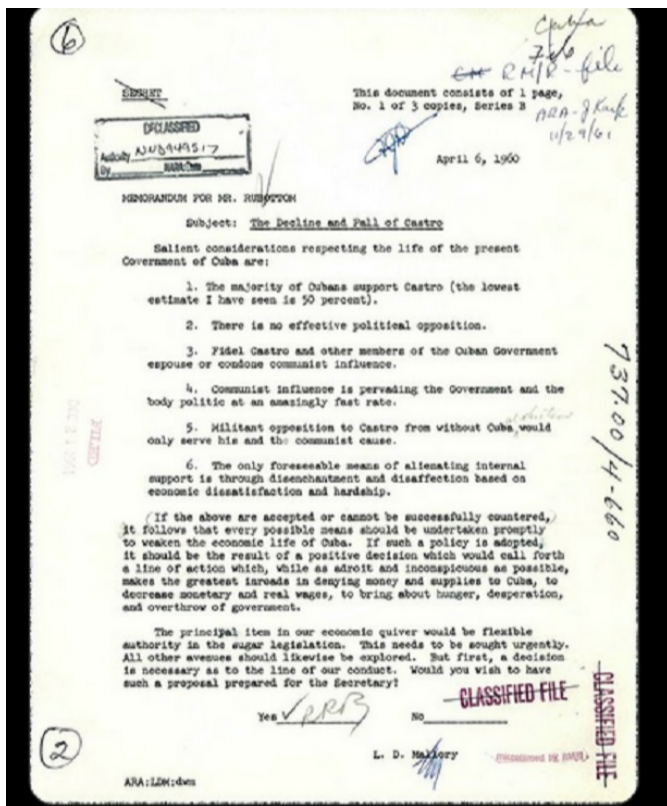 6
Cuba
RM/R - file
SECRET
This document consists of 1 page,
No. 1 of 3 copies, Series B
ARA-
11/29/61
DECLASSIFIED
Authority NND949517
By
April 6, 1960
MEMORANDUM FOR MR. RUBOTTOM
Subject: The Decline and Fall of Castro
Salient considerations respecting the life of the present
Government of Cuba are:
1. The majority of Cubans support Castro (the lowest
estimate I have seen is 50 percent).
2. There is no effective political opposition.
3. Fidel Castro and other members of the Cuban Government
espouse or condone communist influence.
4. Communist influence is pervading the Government and the
body politic at an amazingly fast rate.
5. Militant opposition to Castro from without Cuba would
only serve his and the communist cause.
6. The only foreseeable means of alienating internal
support is through disenchantment and disaffection based on
economic dissatisfaction and hardship.
If the above are accepted or cannot be successfully countered,
it follows that every possible means should be undertaken promptly
to weaken the economic life of Cuba. If such a policy is adopted,
it should be the result of a positive decision which would call forth
a line of action which, while as adroit and inconspicuous as possible,
makes the greatest inroads in denying money and supplies to Cuba, to
decrease monetary and real wages, to bring about hunger, desperation,
and overthrow of government.
The principal item in our economic quiver would be flexible
authority in the sugar legislation. This needs to be sought urgently.
All other avenues should likewise be explored. But first, a decision
is necessary as to the line of our conduct. Would you wish to have
such a proposal prepared for the Secretary?
CLASSIFIED FILE
Yes
No
L. D. Mallory
2
ARA:LDM:dwm
737.00/4-660
FILED
CLASSIFIED FILE